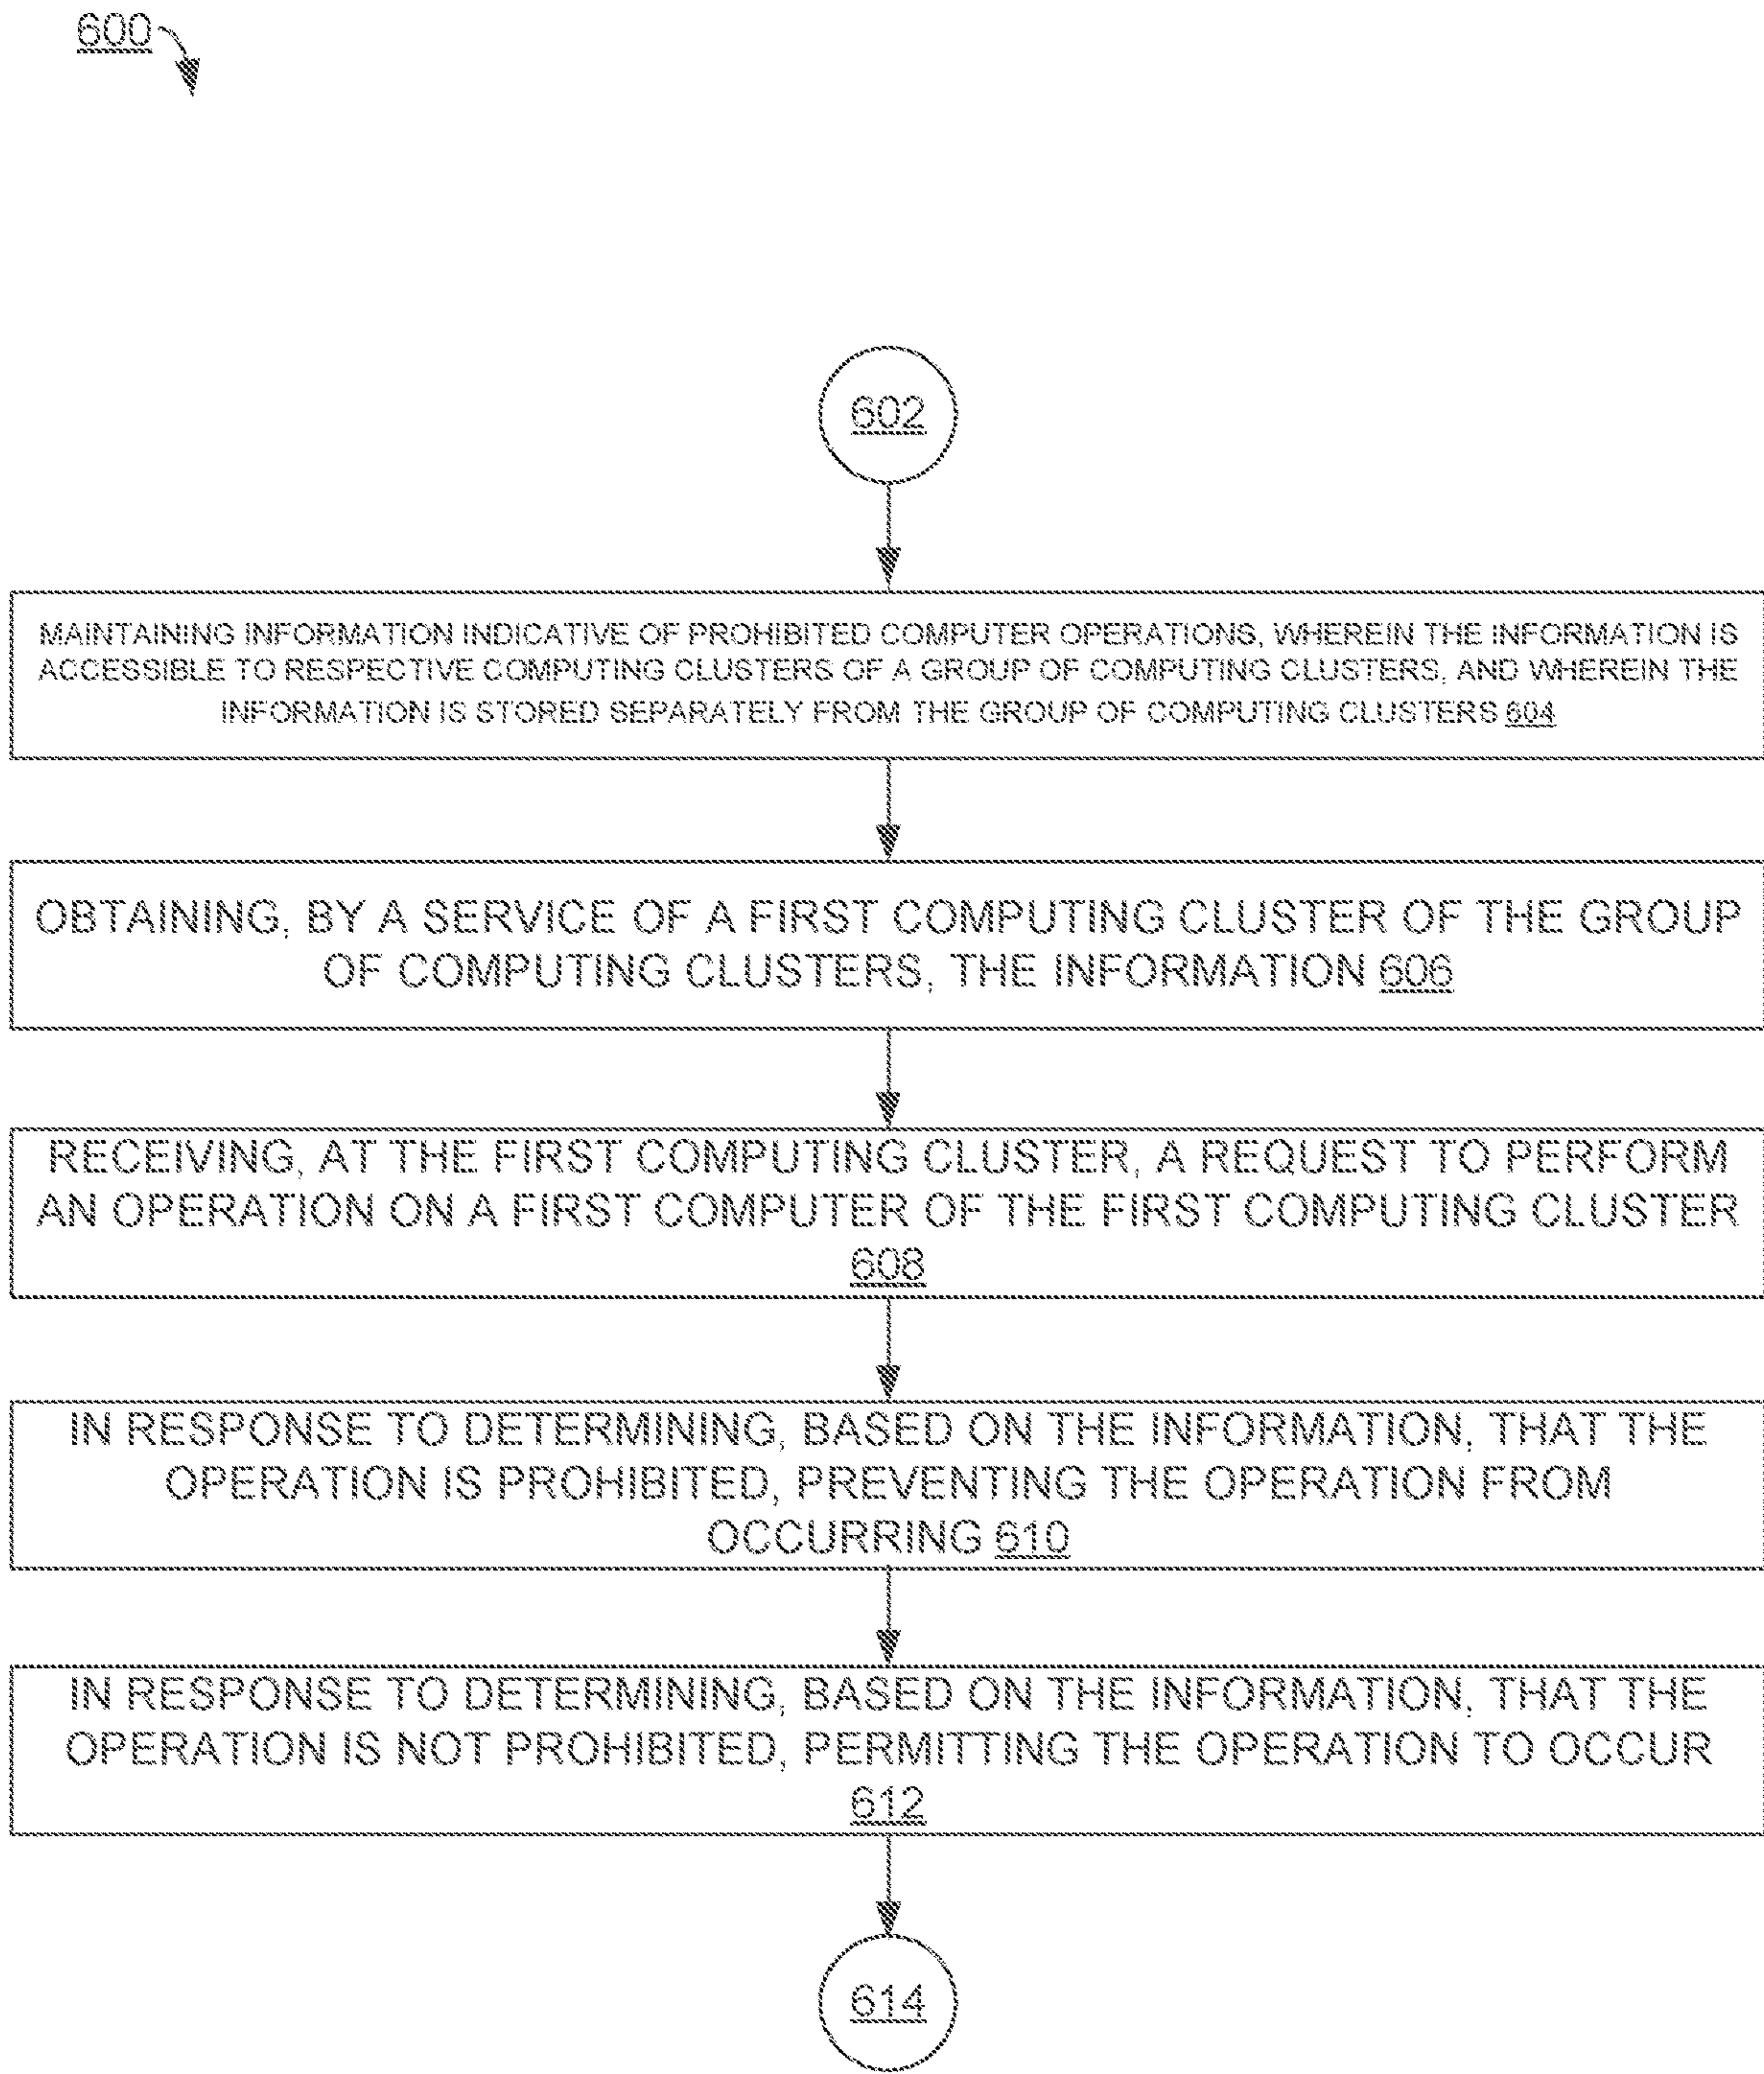 600
602
MAINTAINING INFORMATION INDICATIVE OF PROHIBITED COMPUTER OPERATIONS, WHEREIN THE INFORMATION IS
ACCESSIBLE TO RESPECTIVE COMPUTING CLUSTERS OF A GROUP OF COMPUTING CLUSTERS, AND WHEREIN THE
INFORMATION IS STORED SEPARATELY FROM THE GROUP OF COMPUTING CLUSTERS 604
OBTAINING, BY A SERVICE OF A FIRST COMPUTING CLUSTER OF THE GROUP
OF COMPUTING CLUSTERS, THE INFORMATION 606
RECEIVING, AT THE FIRST COMPUTING CLUSTER, A REQUEST TO PERFORM
AN OPERATION ON A FIRST COMPUTER OF THE FIRST COMPUTING CLUSTER
608
IN RESPONSE TO DETERMINING, BASED ON THE INFORMATION, THAT THE
OPERATION IS PROHIBITED, PREVENTING THE OPERATION FROM
OCCURRING 610
IN RESPONSE TO DETERMINING, BASED ON THE INFORMATION, THAT THE
OPERATION IS NOT PROHIBITED, PERMITTING THE OPERATION TO OCCUR
612
614